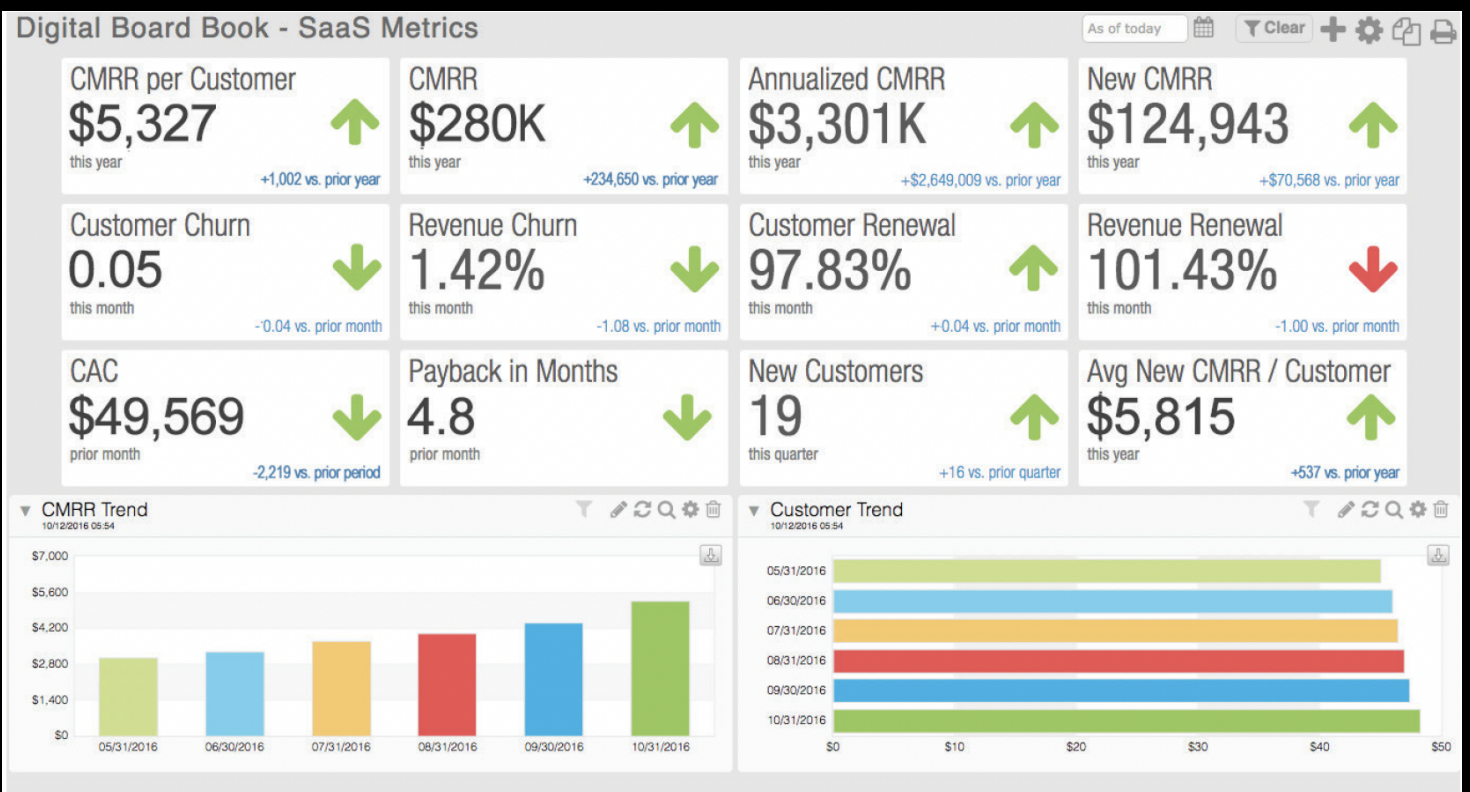 Digital Board Book - SaaS Metrics
As of today
Clear
CMRR per Customer
$5,327
this year
+1,002 vs. prior year
CMRR
$280K
this year
+234,650 vs. prior year
Annualized CMRR
$3,301K
this year
+$2,649,009 vs. prior year
New CMRR
$124,943
this year
+$70,568 vs. prior year
Customer Churn
0.05
this month
-0.04 vs. prior month
Revenue Churn
1.42%
this month
-1.08 vs. prior month
Customer Renewal
97.83%
this month
+0.04 vs. prior month
Revenue Renewal
101.43%
this month
-1.00 vs. prior month
CAC
$49,569
prior month
-2,219 vs. prior period
Payback in Months
4.8
prior month
New Customers
19
this quarter
+16 vs. prior quarter
Avg New CMRR / Customer
$5,815
this year
+537 vs. prior year
CMRR Trend
10/12/2016 05:54
$7,000
$5,600
$4,200
$2,800
$1,400
$0
05/31/2016 06/30/2016 07/31/2016 08/31/2016 09/30/2016 10/31/2016
Customer Trend
10/12/2016 05:54
05/31/2016
06/30/2016
07/31/2016
08/31/2016
09/30/2016
10/31/2016
$0 $10 $20 $30 $40 $50